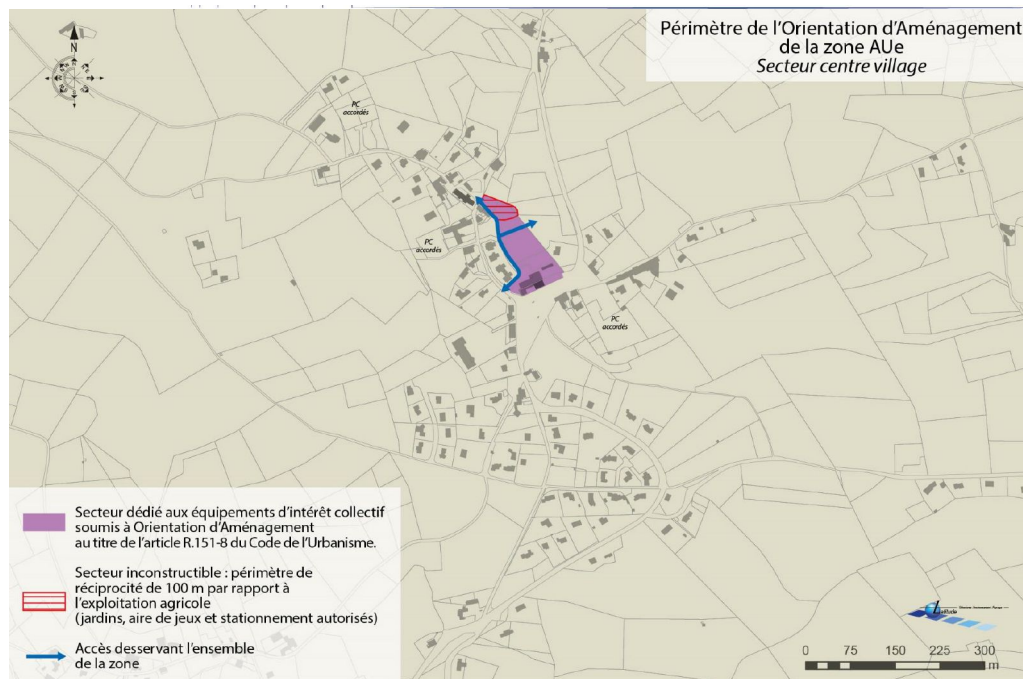 Périmètre de l'Orientation d'Aménagement
de la zone AUe
Secteur centre village
N
PC
accordés
PC
accordés
PC
accordés
Secteur dédié aux équipements d'intérêt collectif
soumis à Orientation d'Aménagement
au titre de l'article R.151-8 du Code de l'Urbanisme.
Secteur inconstructible : périmètre de
réciprocité de 100 m par rapport à
l'exploitation agricole
(jardins, aire de jeux et stationnement autorisés)
Accès desservant l'ensemble
de la zone
Latitude
0 75 150 225 300
m